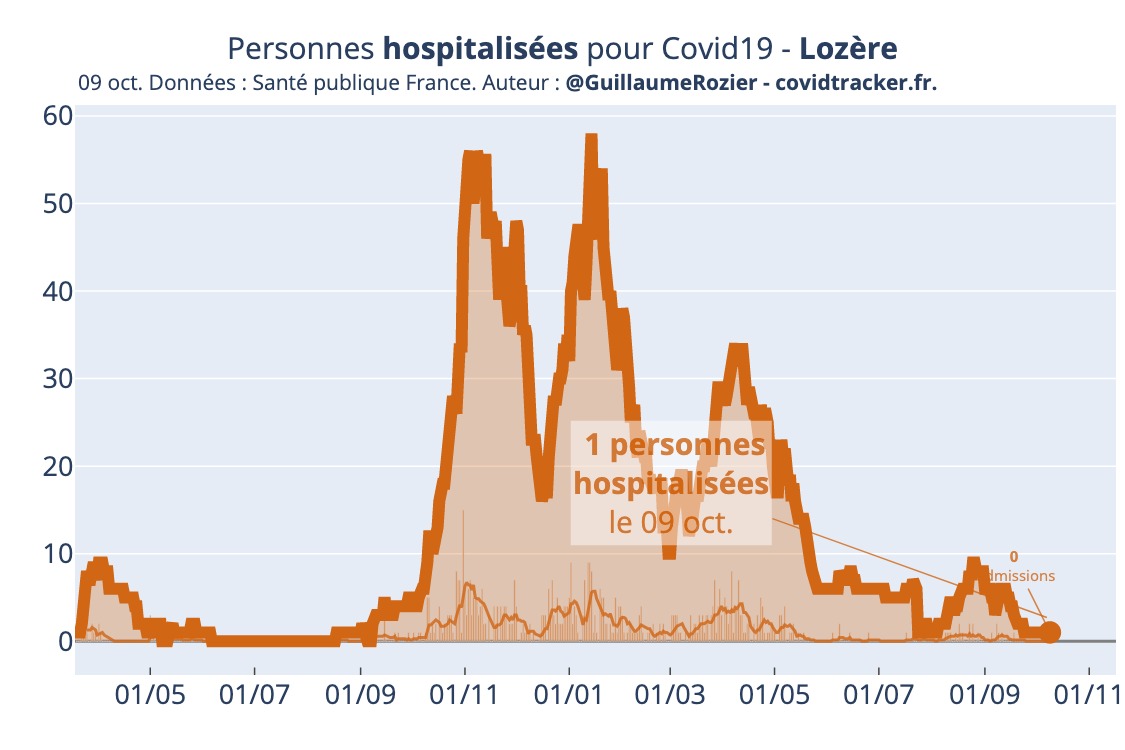 Personnes hospitalisées pour Covid19 - Lozère
09 oct. Données : Santé publique France. Auteur : @GuillaumeRozier - covidtracker.fr.
60
50
40
30
20
10
0
1 personnes
hospitalisées
le 09 oct.
0
dmissions
01/05 01/07 01/09 01/11 01/01 01/03 01/05 01/07 01/09 01/11